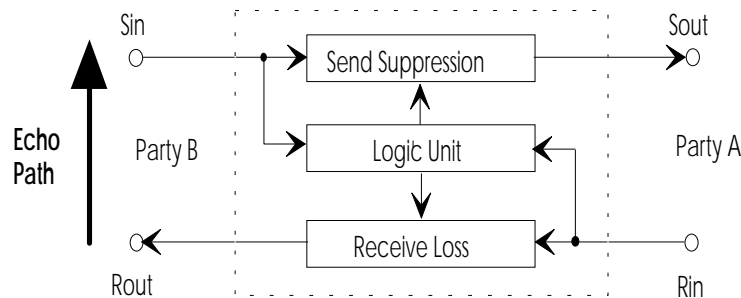 Sin
Sout
Send Suppression
Echo
Path
Party B
Logic Unit
Party A
Receive Loss
Rout
Rin